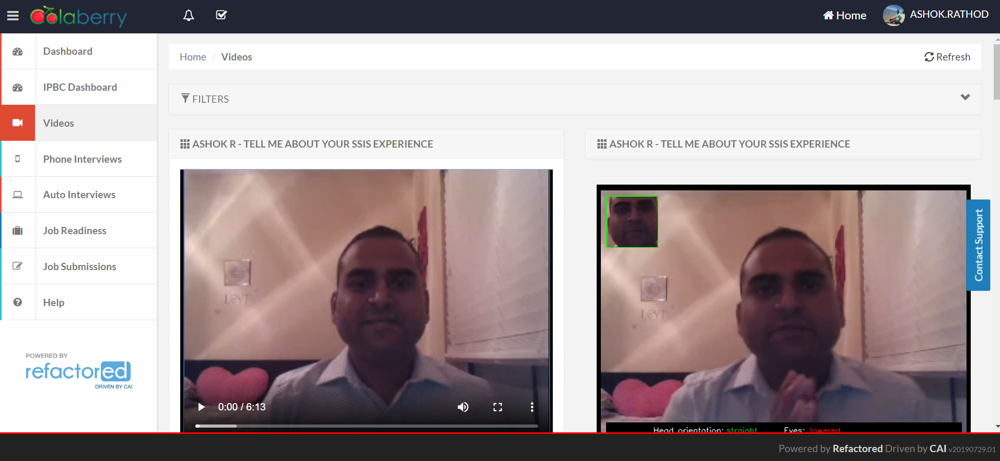 Colaberry
Home
ASHOK.RATHOD
Dashboard
IPBC Dashboard
Videos
Phone Interviews
Auto Interviews
Job Readiness
Job Submissions
Help
POWERED BY
refactored
DRIVEN BY CAI
Home / Videos
Refresh
FILTERS
ASHOK R - TELL ME ABOUT YOUR SSIS EXPERIENCE
LOVE
0:00 / 6:13
ASHOK R - TELL ME ABOUT YOUR SSIS EXPERIENCE
LOVE
Head orientation: straight Eyes: lowered
Contact Support
Powered by Refactored Driven by CAI v20190729.01